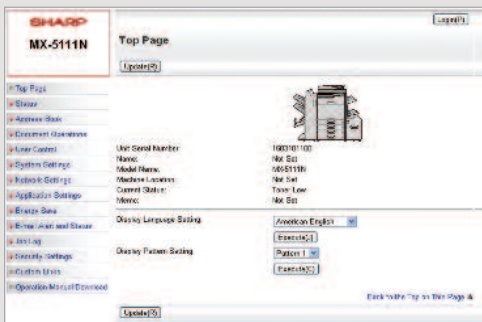 SHARP
MX-5111N
Login(P)
Top Page
Update(R)
Top Page
Status
Address Book
Document Operations
User Control
System Settings
Network Settings
Application Settings
Energy Save
E-mail Alert and Status
Job Log
Security Settings
Custom Links
Operation Manual Download
Unit Serial Number:
Name: Not Set
Model Name: MX-5111N
Machine Location: Not Set
Current Status: Toner Low
Memo: Not Set
Display Language Setting: American English
Execute(J)
Display Pattern Setting: Pattern 1
Execute(C)
Back to the Top on This Page
Update(R)